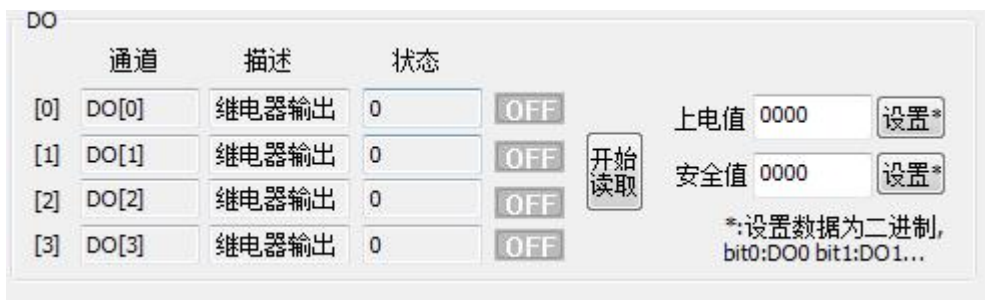 DO
通道 描述 状态
[0] DO[0] 继电器输出 0 OFF
[1] DO[1] 继电器输出 0 OFF
[2] DO[2] 继电器输出 0 OFF
[3] DO[3] 继电器输出 0 OFF
开始
读取
上电值 0000 设置*
安全值 0000 设置*
*:设置数据为二进制,
bit0:DO0 bit1:DO1...